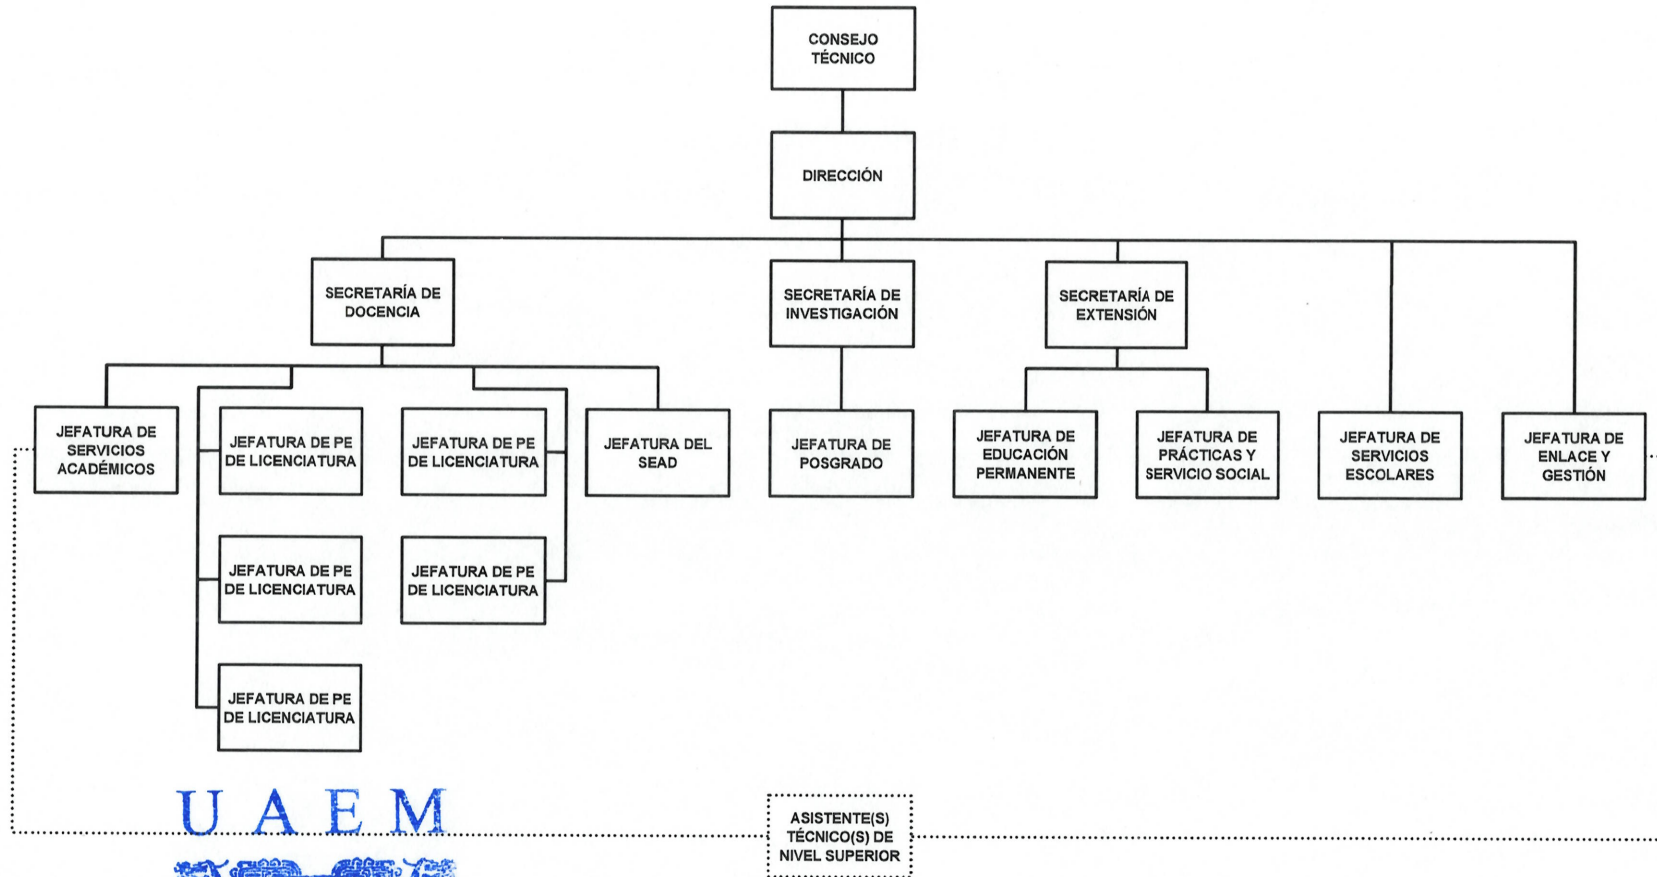 CONSEJO
TÉCNICO
DIRECCIÓN
SECRETARÍA DE
DOCENCIA
SECRETARÍA DE
INVESTIGACIÓN
SECRETARÍA DE
EXTENSIÓN
JEFATURA DE
SERVICIOS
ACADÉMICOS
JEFATURA DE PE
DE LICENCIATURA
JEFATURA DE PE
DE LICENCIATURA
JEFATURA DEL
SEAD
JEFATURA DE
POSGRADO
JEFATURA DE
EDUCACIÓN
PERMANENTE
JEFATURA DE
PRÁCTICAS Y
SERVICIO SOCIAL
JEFATURA DE
SERVICIOS
ESCOLARES
JEFATURA DE
ENLACE Y
GESTIÓN
JEFATURA DE PE
DE LICENCIATURA
JEFATURA DE PE
DE LICENCIATURA
JEFATURA DE PE
DE LICENCIATURA
UAEM
ASISTENTE(S)
TÉCNICO(S) DE
NIVEL SUPERIOR